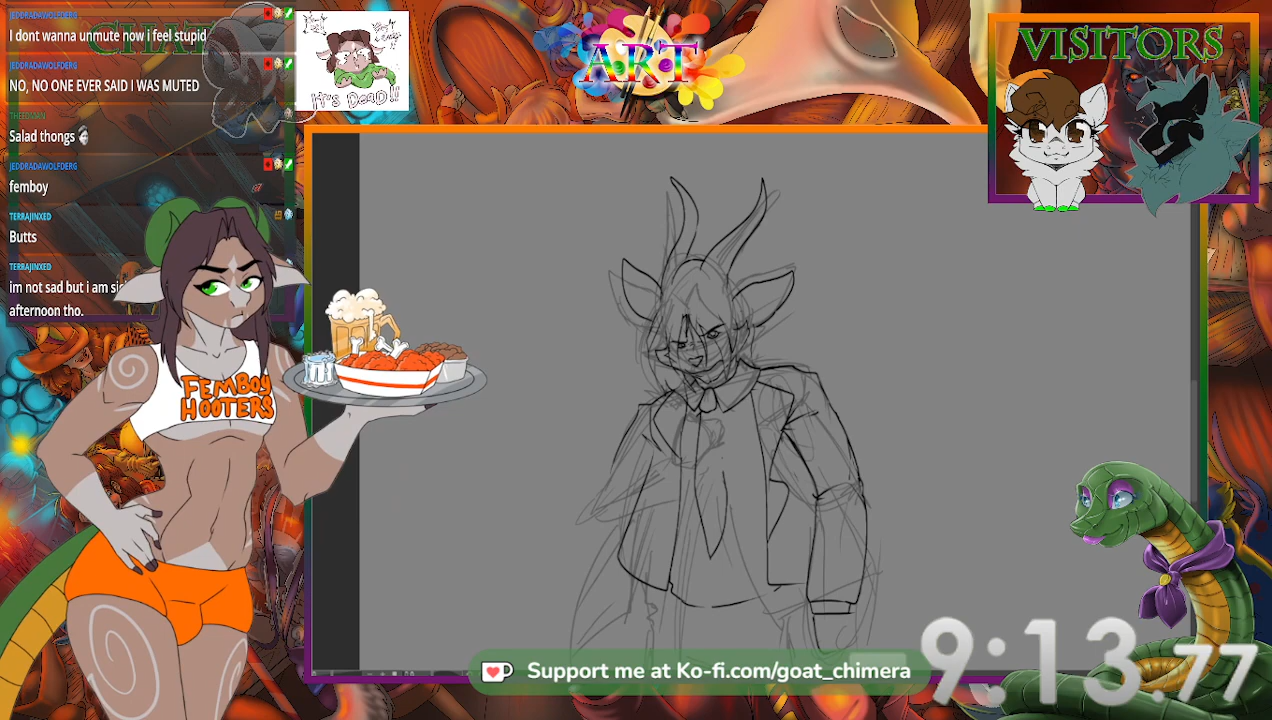 CHAT
JEDDRADAWOLFDERG
I dont wanna unmute now i feel stupid
JEDDRADAWOLFDERG
NO, NO ONE EVER SAID I WAS MUTED
THEEDMAN
Salad thongs
JEDDRADAWOLFDERG
femboy
TERRAJINXED
Butts
TERRAJINXED
im not sad but i am
afternoon tho.
IT'S DEAD!!
ART
VISITORS
FEMBOY
HOOTERS
Support me at Ko-fi.com/goat_chimera
9:13.77